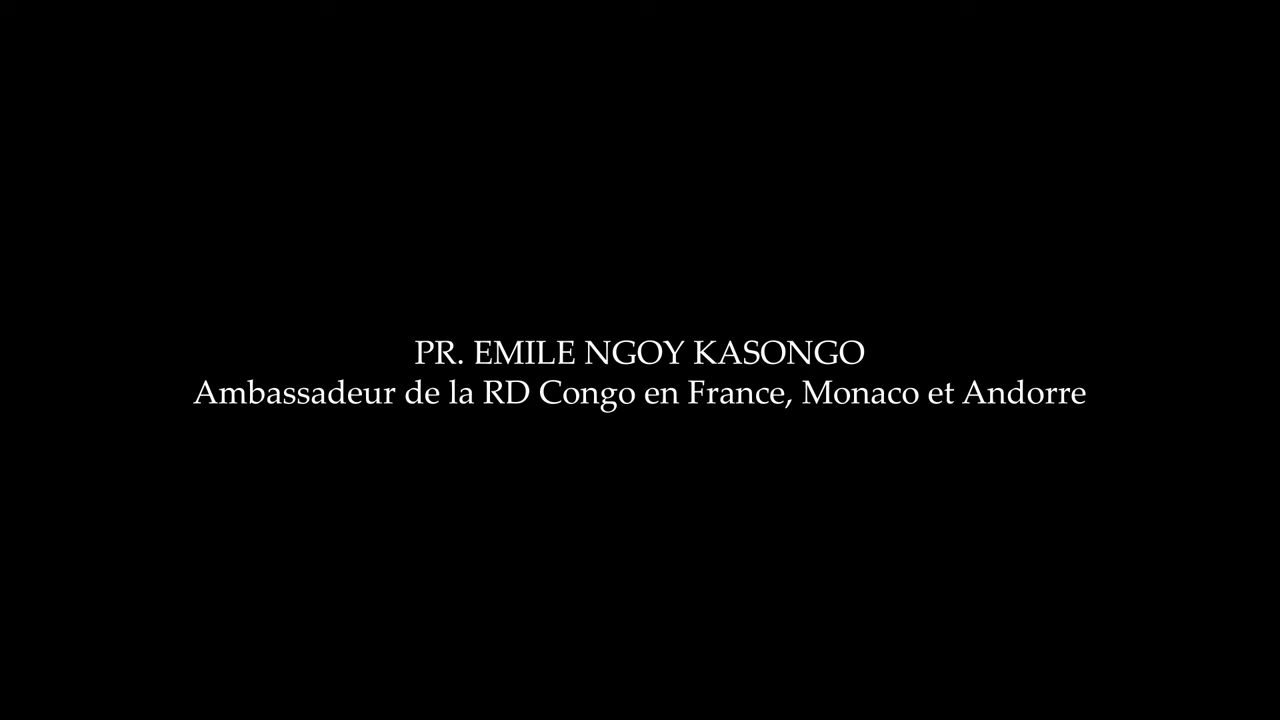 PR. EMILE NGOY KASONGO
Ambassadeur de la RD Congo en France, Monaco et Andorre